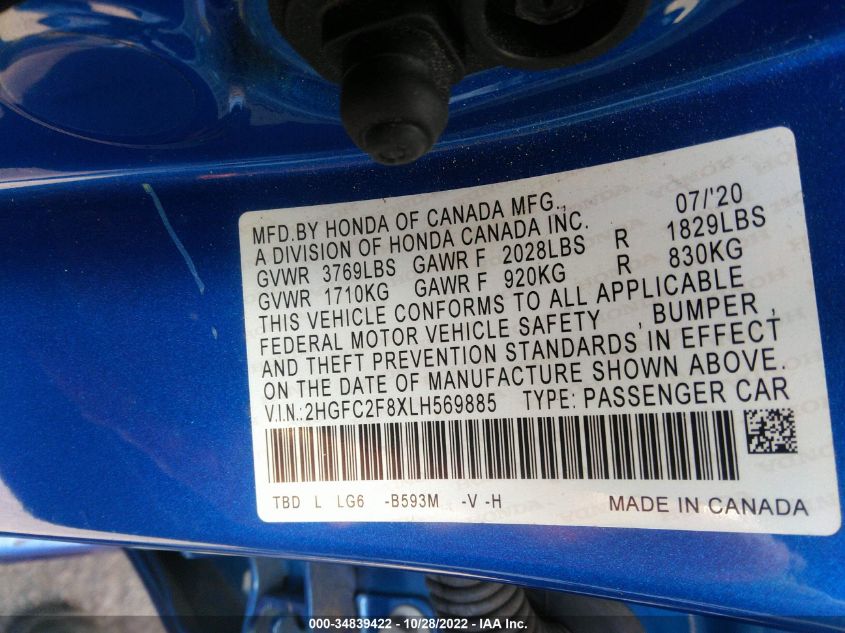 MFD.BY HONDA OF CANADA MFG., 07/'20
A DIVISION OF HONDA CANADA INC.
GVWR 3769LBS GAWR F 2028LBS R 1829LBS
GVWR 1710KG GAWR F 920KG R 830KG
THIS VEHICLE CONFORMS TO ALL APPLICABLE
FEDERAL MOTOR VEHICLE SAFETY , BUMPER ,
AND THEFT PREVENTION STANDARDS IN EFFECT
ON THE DATE OF MANUFACTURE SHOWN ABOVE.
V.I.N.: 2HGFC2F8XLH569885 TYPE: PASSENGER CAR
TBD L LG6 -B593M -V -H MADE IN CANADA
000-34839422 - 10/28/2022 - © IAA Inc.